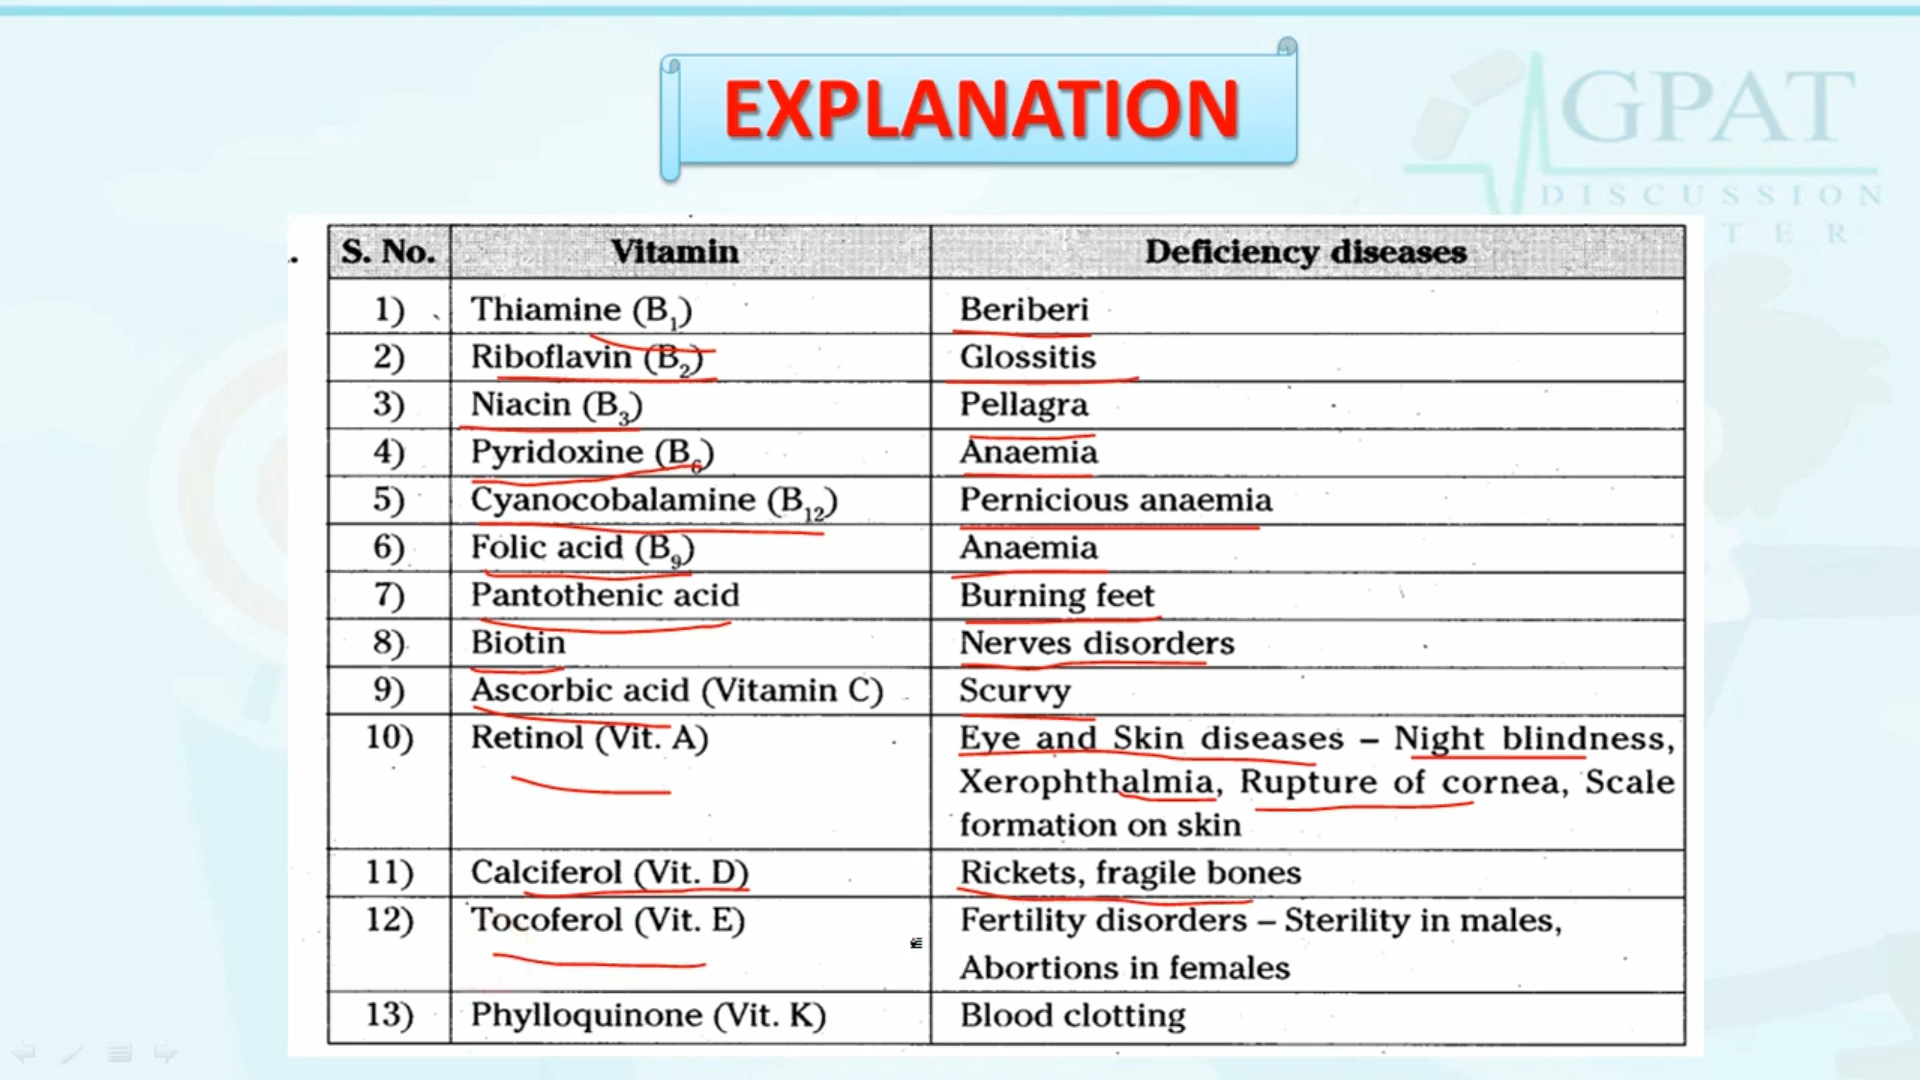 EXPLANATION
GPAT
DISCUSSION
TER
S. No. Vitamin Deficiency diseases
1) Thiamine (B₁) Beriberi
2) Riboflavin (B₂) Glossitis
3) Niacin (B₃) Pellagra
4) Pyridoxine (B₆) Anaemia
5) Cyanocobalamine (B₁₂) Pernicious anaemia
6) Folic acid (B₉) Anaemia
7) Pantothenic acid Burning feet
8) Biotin Nerves disorders
9) Ascorbic acid (Vitamin C) Scurvy
10) Retinol (Vit. A) Eye and Skin diseases – Night blindness,
Xerophthalmia, Rupture of cornea, Scale
formation on skin
11) Calciferol (Vit. D) Rickets, fragile bones
12) Tocoferol (Vit. E) Fertility disorders – Sterility in males,
Abortions in females
13) Phylloquinone (Vit. K) Blood clotting